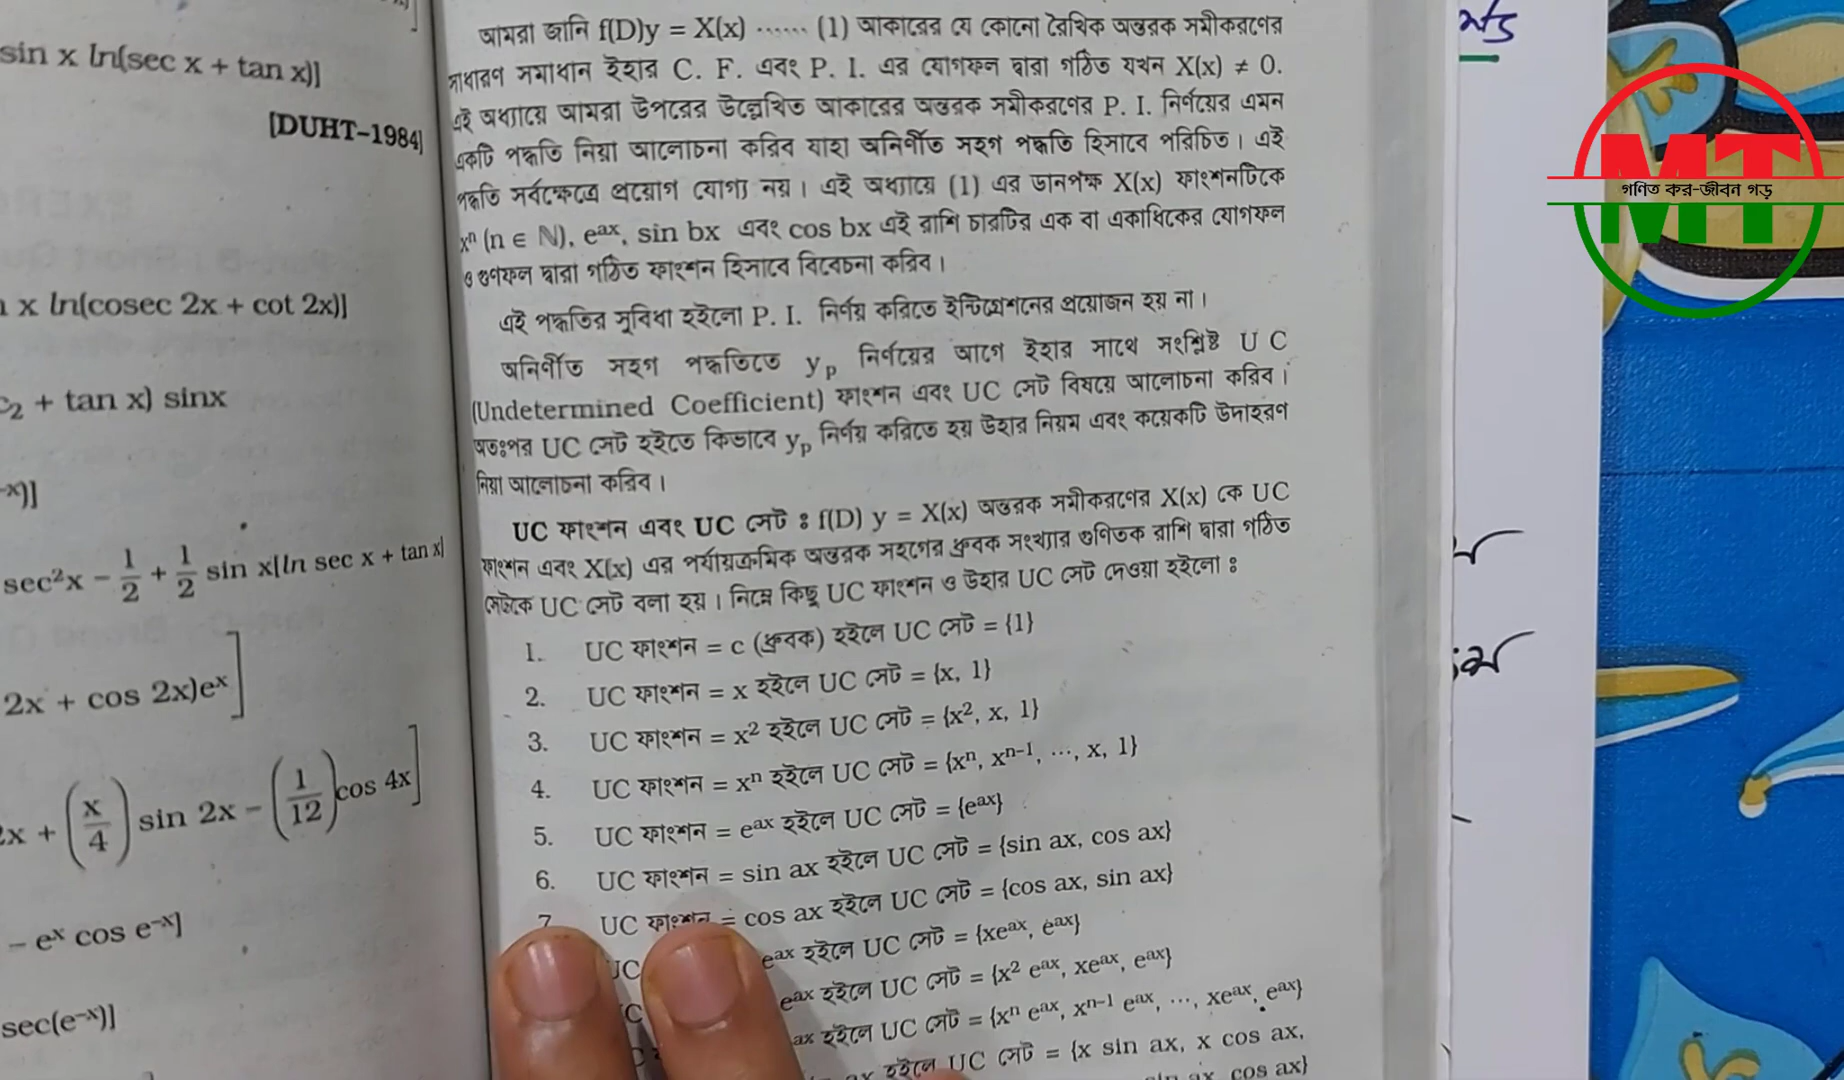 sin x ln(sec x + tan x)]
[DUHT–1984]
x ln(cosec 2x + cot 2x)]
c₂ + tan x) sinx
-x)]
sec²x – 1/2 + 1/2 sin x[ln sec x + tan x]
2x + cos 2x)eˣ]
x + (x/4) sin 2x – (1/12) cos 4x]
– eˣ cos e⁻ˣ]
sec(e⁻ˣ)]
আমরা জানি f(D)y = X(x) ...... (1) আকারের যে কোনো রৈখিক অন্তরক সমীকরণের
সাধারণ সমাধান ইহার C. F. এবং P. I. এর যোগফল দ্বারা গঠিত যখন X(x) ≠ 0.
এই অধ্যায়ে আমরা উপরের উল্লেখিত আকারের অন্তরক সমীকরণের P. I. নির্ণয়ের এমন
একটি পদ্ধতি নিয়া আলোচনা করিব যাহা অনির্ণীত সহগ পদ্ধতি হিসাবে পরিচিত। এই
পদ্ধতি সর্বক্ষেত্রে প্রয়োগ যোগ্য নয়। এই অধ্যায়ে (1) এর ডানপক্ষ X(x) ফাংশনটিকে
xⁿ (n ∈ ℕ), eᵃˣ, sin bx এবং cos bx এই রাশি চারটির এক বা একাধিকের যোগফল
ও গুণফল দ্বারা গঠিত ফাংশন হিসাবে বিবেচনা করিব।
এই পদ্ধতির সুবিধা হইলো P. I. নির্ণয় করিতে ইন্টিগ্রেশনের প্রয়োজন হয় না।
অনির্ণীত সহগ পদ্ধতিতে yₚ নির্ণয়ের আগে ইহার সাথে সংশ্লিষ্ট U C
(Undetermined Coefficient) ফাংশন এবং UC সেট বিষয়ে আলোচনা করিব।
অতঃপর UC সেট হইতে কিভাবে yₚ নির্ণয় করিতে হয় উহার নিয়ম এবং কয়েকটি উদাহরণ
নিয়া আলোচনা করিব।
UC ফাংশন এবং UC সেট ঃ f(D) y = X(x) অন্তরক সমীকরণের X(x) কে UC
ফাংশন এবং X(x) এর পর্যায়ক্রমিক অন্তরক সহগের ধ্রুবক সংখ্যার গুণিতক রাশি দ্বারা গঠিত
সেটকে UC সেট বলা হয়। নিম্নে কিছু UC ফাংশন ও উহার UC সেট দেওয়া হইলো ঃ
1. UC ফাংশন = c (ধ্রুবক) হইলে UC সেট = {1}
2. UC ফাংশন = x হইলে UC সেট = {x, 1}
3. UC ফাংশন = x² হইলে UC সেট = {x², x, 1}
4. UC ফাংশন = xⁿ হইলে UC সেট = {xⁿ, xⁿ⁻¹, ..., x, 1}
5. UC ফাংশন = eᵃˣ হইলে UC সেট = {eᵃˣ}
6. UC ফাংশন = sin ax হইলে UC সেট = {sin ax, cos ax}
7 UC ফাংশন = cos ax হইলে UC সেট = {cos ax, sin ax}
UC eᵃˣ হইলে UC সেট = {xeᵃˣ, eᵃˣ}
eᵃˣ হইলে UC সেট = {x² eᵃˣ, xeᵃˣ, eᵃˣ}
ax হইলে UC সেট = {xⁿ eᵃˣ, xⁿ⁻¹ eᵃˣ, ..., xeᵃˣ, eᵃˣ}
হইলে UC সেট = {x sin ax, x cos ax,
cos ax}
MT
গণিত কর-জীবন গড়
MT